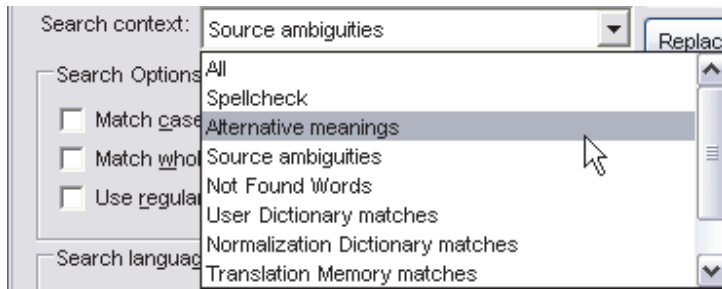 Search context: Source ambiguities
Replac
Search Options
All
Spellcheck
Match case
Alternative meanings
Match whol
Source ambiguities
Not Found Words
Use regular
User Dictionary matches
Normalization Dictionary matches
Search languag
Translation Memory matches